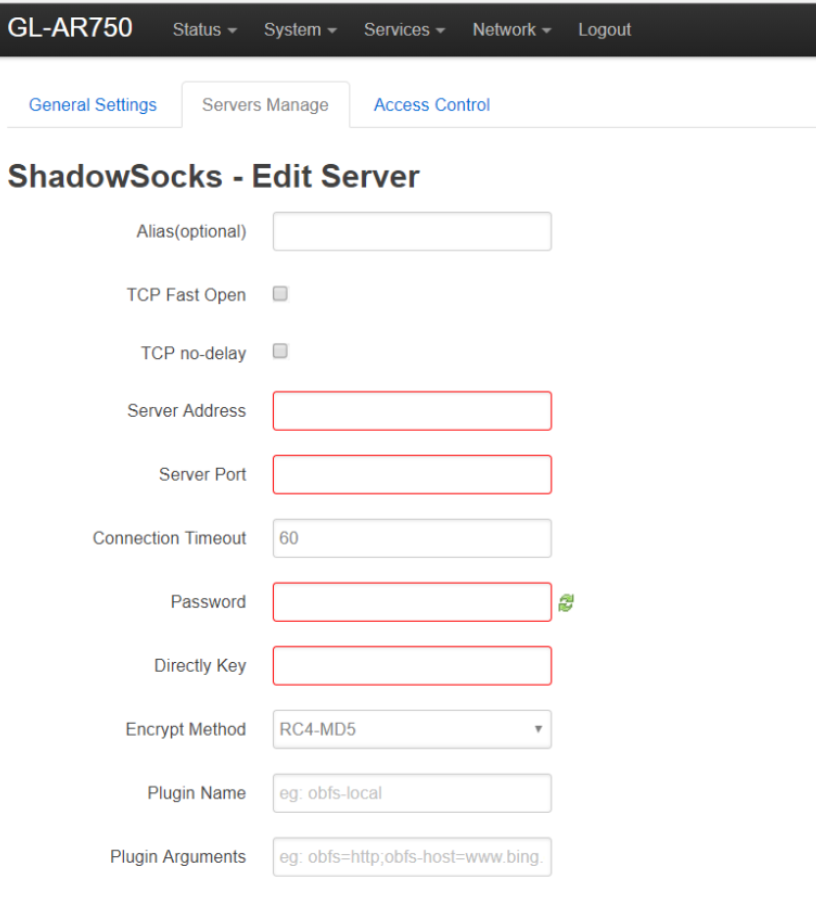 GL-AR750 Status System Services Network Logout
General Settings Servers Manage Access Control
ShadowSocks - Edit Server
Alias(optional)
TCP Fast Open
TCP no-delay
Server Address
Server Port
Connection Timeout 60
Password
Directly Key
Encrypt Method RC4-MD5
Plugin Name eg: obfs-local
Plugin Arguments eg: obfs=http;obfs-host=www.bing.